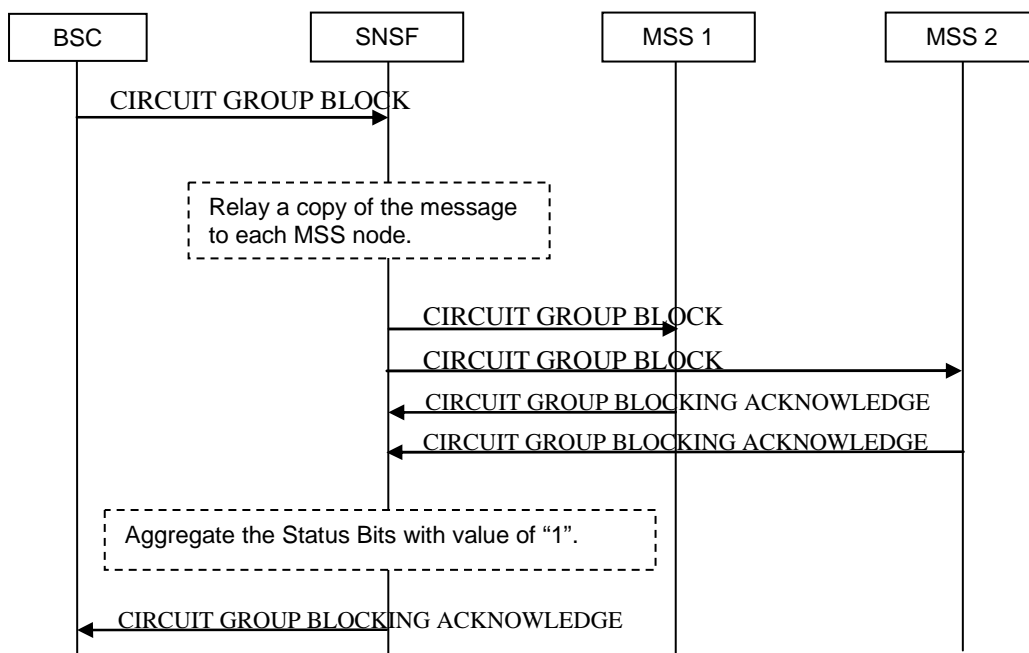 BSC
SNSF
MSS 1
MSS 2
CIRCUIT GROUP BLOCK
Relay a copy of the message
to each MSS node.
CIRCUIT GROUP BLOCK
CIRCUIT GROUP BLOCK
CIRCUIT GROUP BLOCKING ACKNOWLEDGE
CIRCUIT GROUP BLOCKING ACKNOWLEDGE
Aggregate the Status Bits with value of “1”.
CIRCUIT GROUP BLOCKING ACKNOWLEDGE